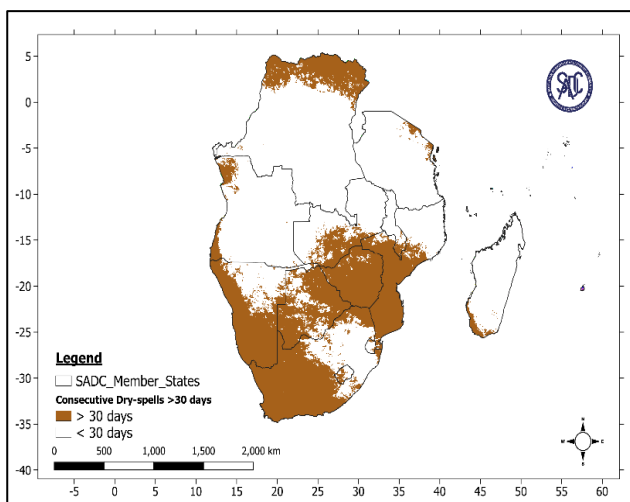 SADC
5
0
-5
-10
-15
-20
-25
-30
-35
-40
Legend
SADC_Member_States
Consecutive Dry-spells >30 days
> 30 days
< 30 days
0 500 1,000 1,500 2,000 km
N
W E
S
-5 0 5 10 15 20 25 30 35 40 45 50 55 60